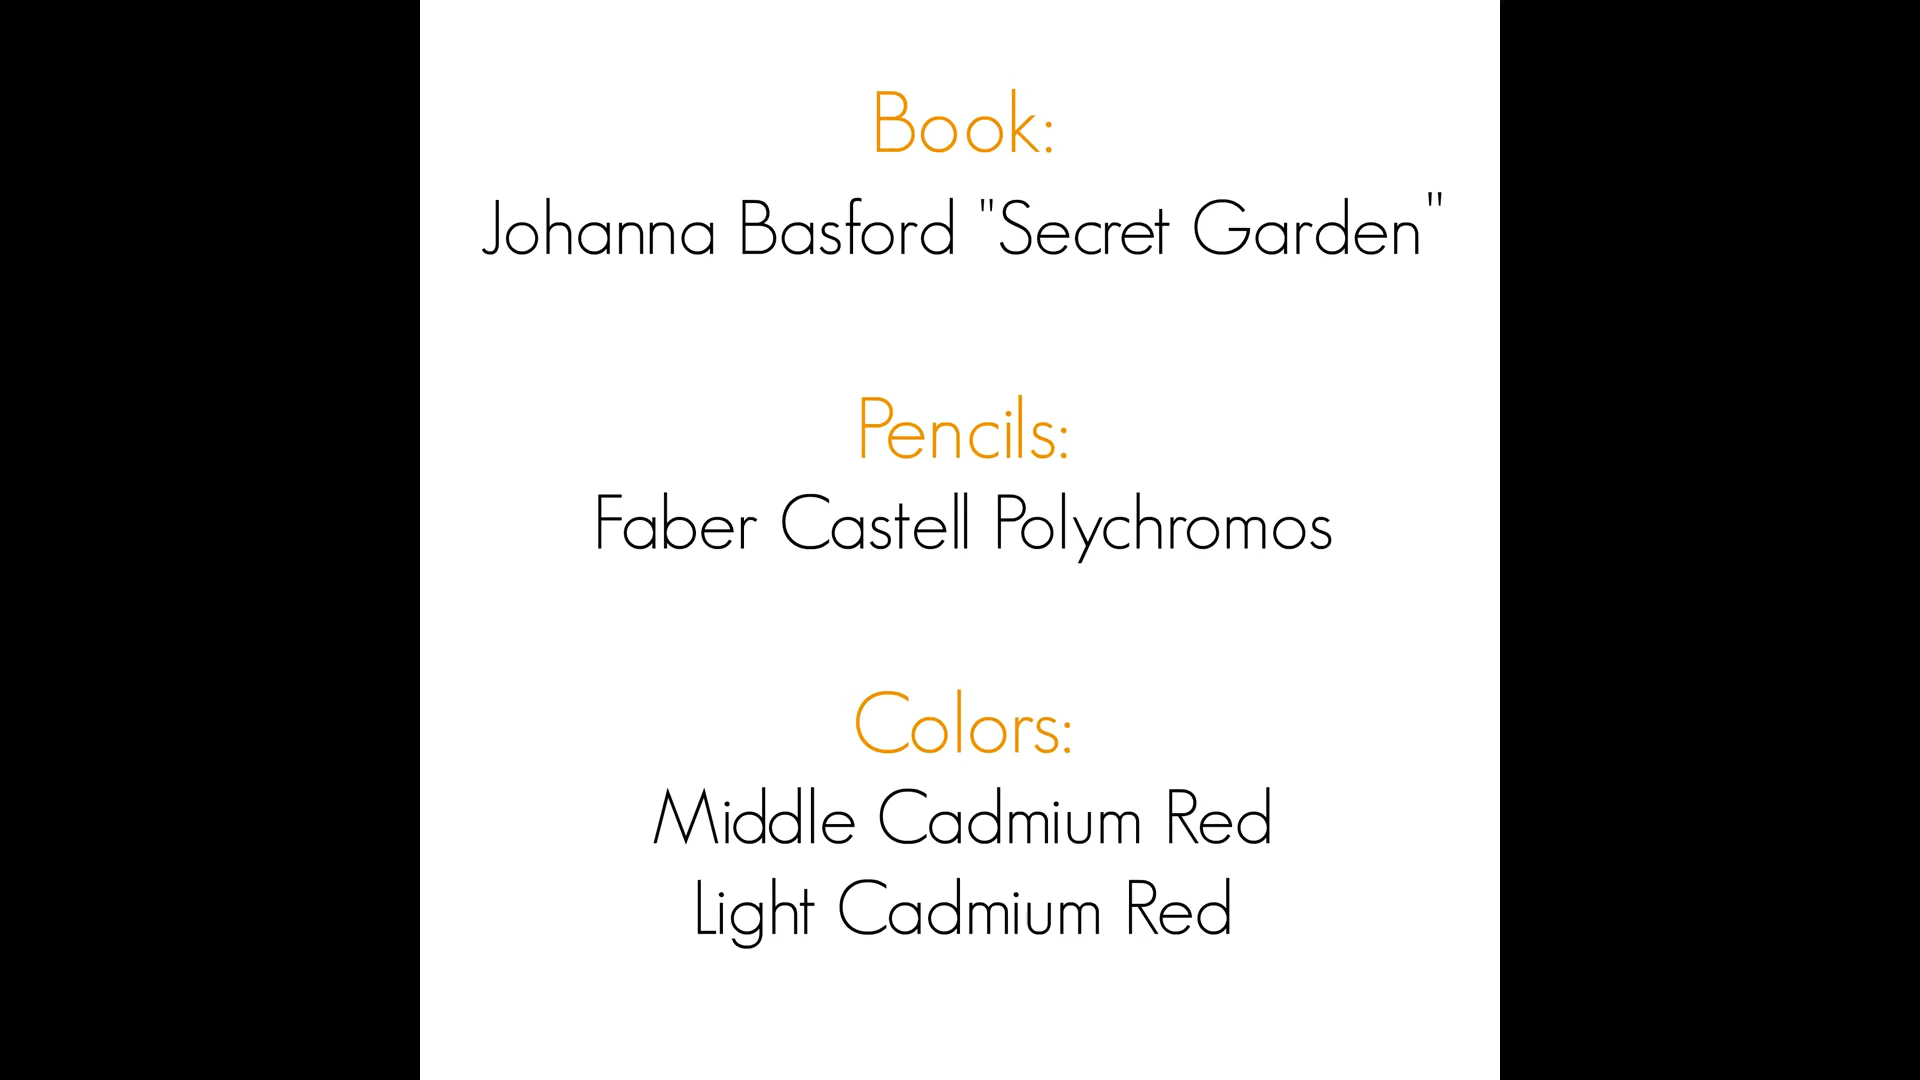 Book:
Johanna Basford "Secret Garden"
Pencils:
Faber Castell Polychromos
Colors:
Middle Cadmium Red
Light Cadmium Red